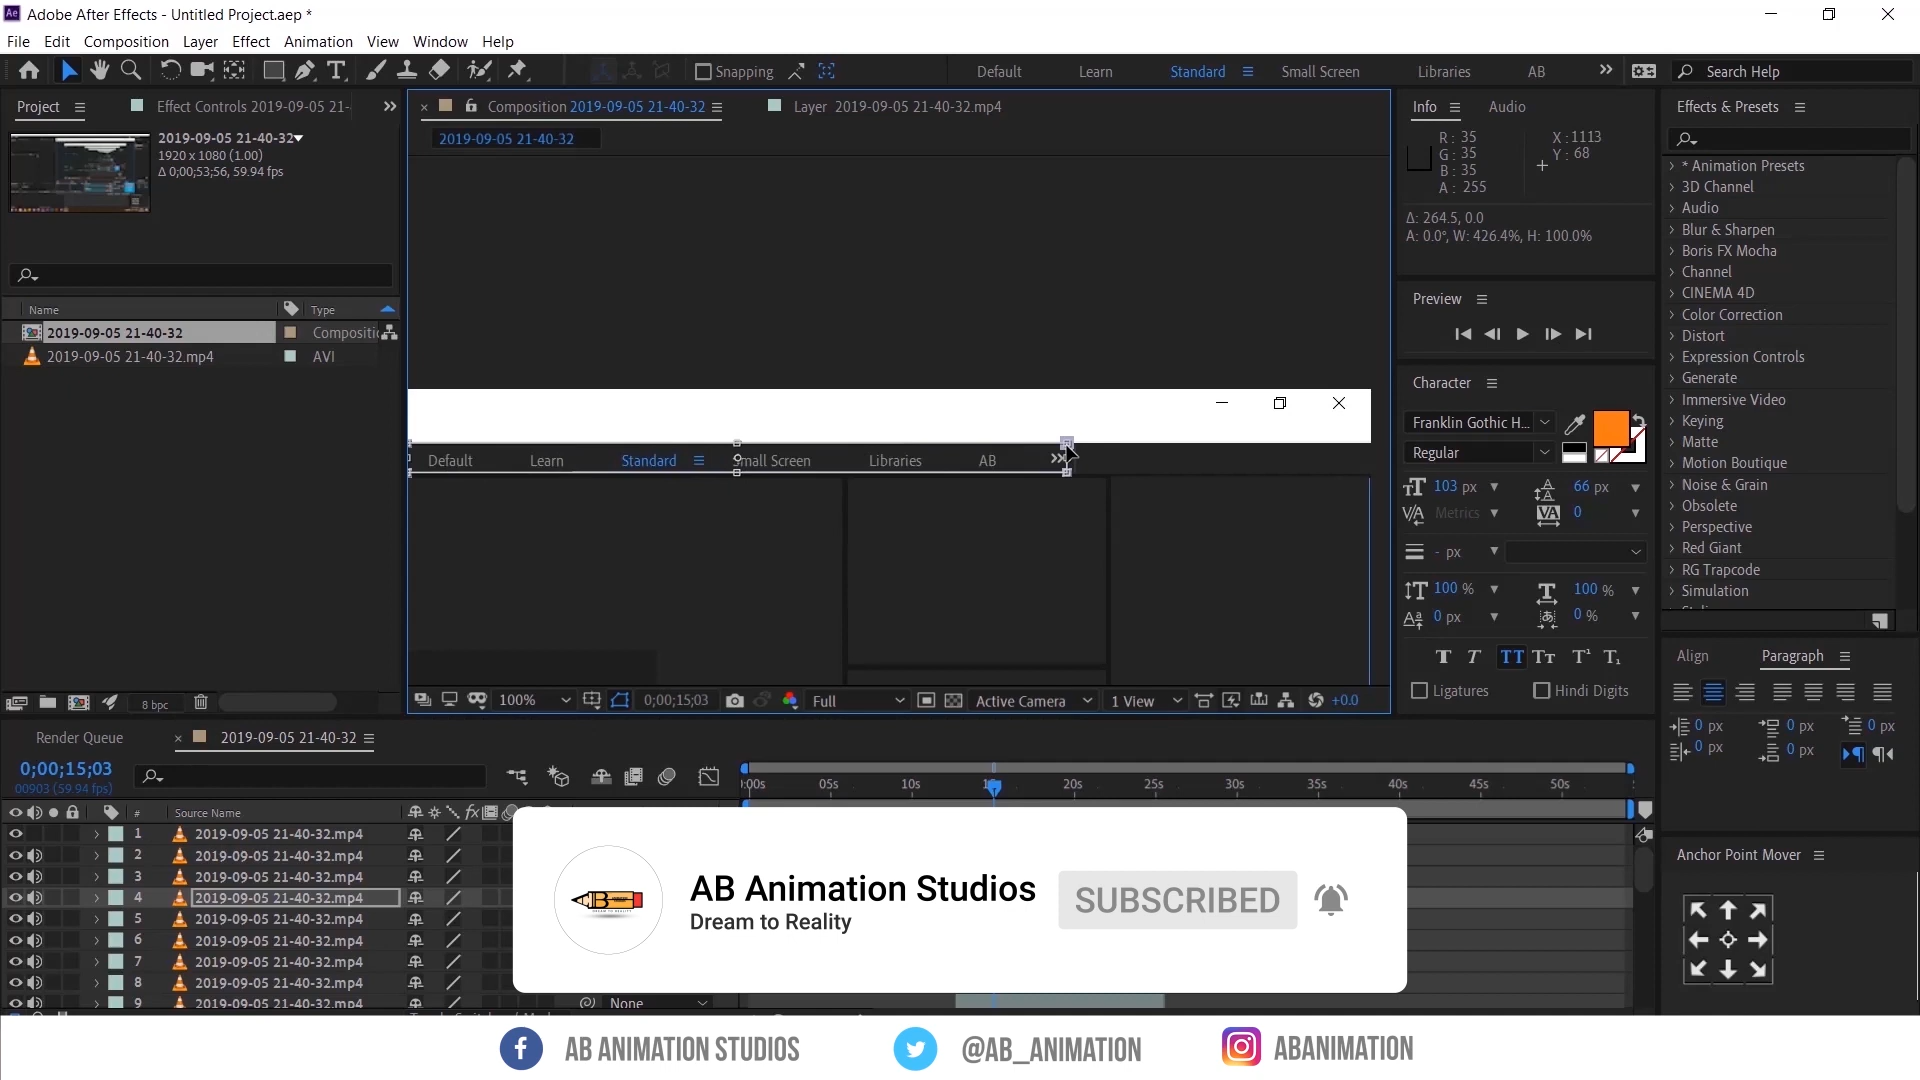 Ae Adobe After Effects - Untitled Project.aep *
File Edit Composition Layer Effect Animation View Window Help
Snapping Default Learn Standard Small Screen Libraries AB Search Help
Project Effect Controls 2019-09-05 21-
Composition 2019-09-05 21-40-32 Layer 2019-09-05 21-40-32.mp4
Info Audio Effects & Presets
2019-09-05 21-40-32
1920 x 1080 (1.00)
Δ 0;00;53;56, 59.94 fps
2019-09-05 21-40-32
R: 35 X: 1113
G: 35 Y: 68
B: 35
A: 255
Δ: 264.5, 0.0
A: 0.0°, W: 426.4%, H: 100.0%
* Animation Presets
3D Channel
Audio
Blur & Sharpen
Boris FX Mocha
Channel
CINEMA 4D
Color Correction
Distort
Expression Controls
Generate
Immersive Video
Keying
Matte
Motion Boutique
Noise & Grain
Obsolete
Perspective
Red Giant
RG Trapcode
Simulation
Name Type
2019-09-05 21-40-32 Compositi
2019-09-05 21-40-32.mp4 AVI
Default Learn Standard Small Screen Libraries AB
Preview
Character
Franklin Gothic H...
Regular
103 px 66 px
Metrics 0
- px
100 % 100 %
0 px 0 %
TT Tt T¹ T₁
Ligatures Hindi Digits
8 bpc
100% 0;00;15;03 Full Active Camera 1 View +0.0
Align Paragraph
0 px 0 px 0 px
0 px 0 px
Anchor Point Mover
Render Queue 2019-09-05 21-40-32
0;00;15;03
00903 (59.94 fps)
:00s 05s 10s 20s 25s 30s 35s 40s 45s 50s
# Source Name
1 2019-09-05 21-40-32.mp4
2 2019-09-05 21-40-32.mp4
3 2019-09-05 21-40-32.mp4
4 2019-09-05 21-40-32.mp4
5 2019-09-05 21-40-32.mp4
6 2019-09-05 21-40-32.mp4
7 2019-09-05 21-40-32.mp4
8 2019-09-05 21-40-32.mp4
9 2019-09-05 21-40-32.mp4 None
AB Animation Studios
Dream to Reality
SUBSCRIBED
AB ANIMATION STUDIOS @AB_ANIMATION ABANIMATION